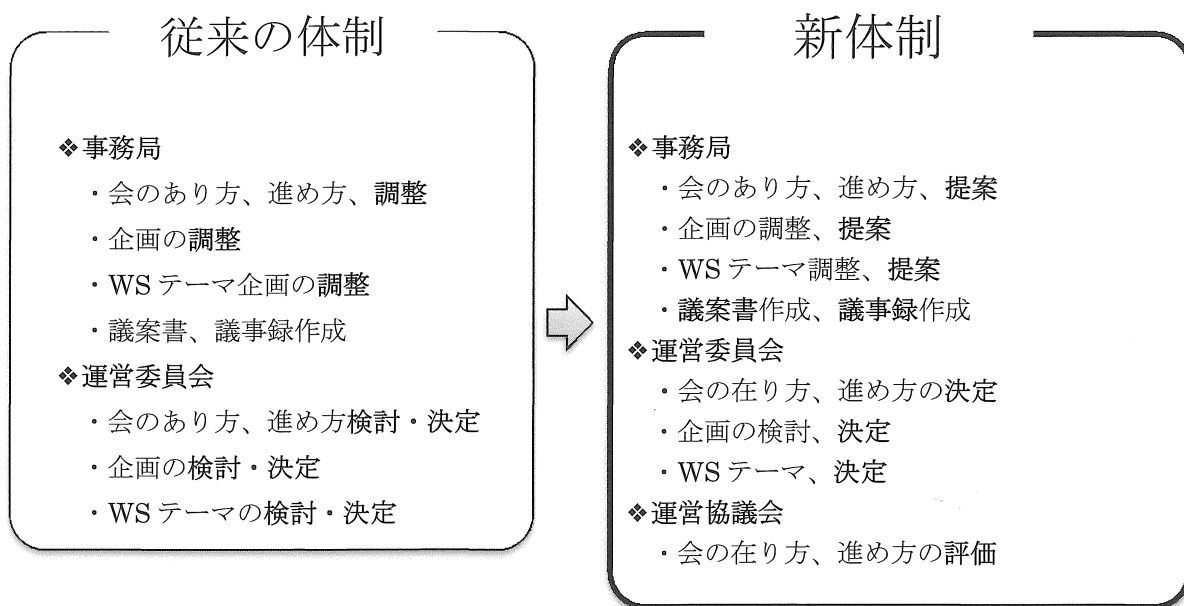 従来の体制
❖事務局
・会のあり方、進め方、調整
・企画の調整
・WSテーマ企画の調整
・議案書、議事録作成
❖運営委員会
・会のあり方、進め方検討・決定
・企画の検討・決定
・WSテーマの検討・決定
新体制
❖事務局
・会のあり方、進め方、提案
・企画の調整、提案
・WSテーマ調整、提案
・議案書作成、議事録作成
❖運営委員会
・会の在り方、進め方の決定
・企画の検討、決定
・WSテーマ、決定
❖運営協議会
・会の在り方、進め方の評価